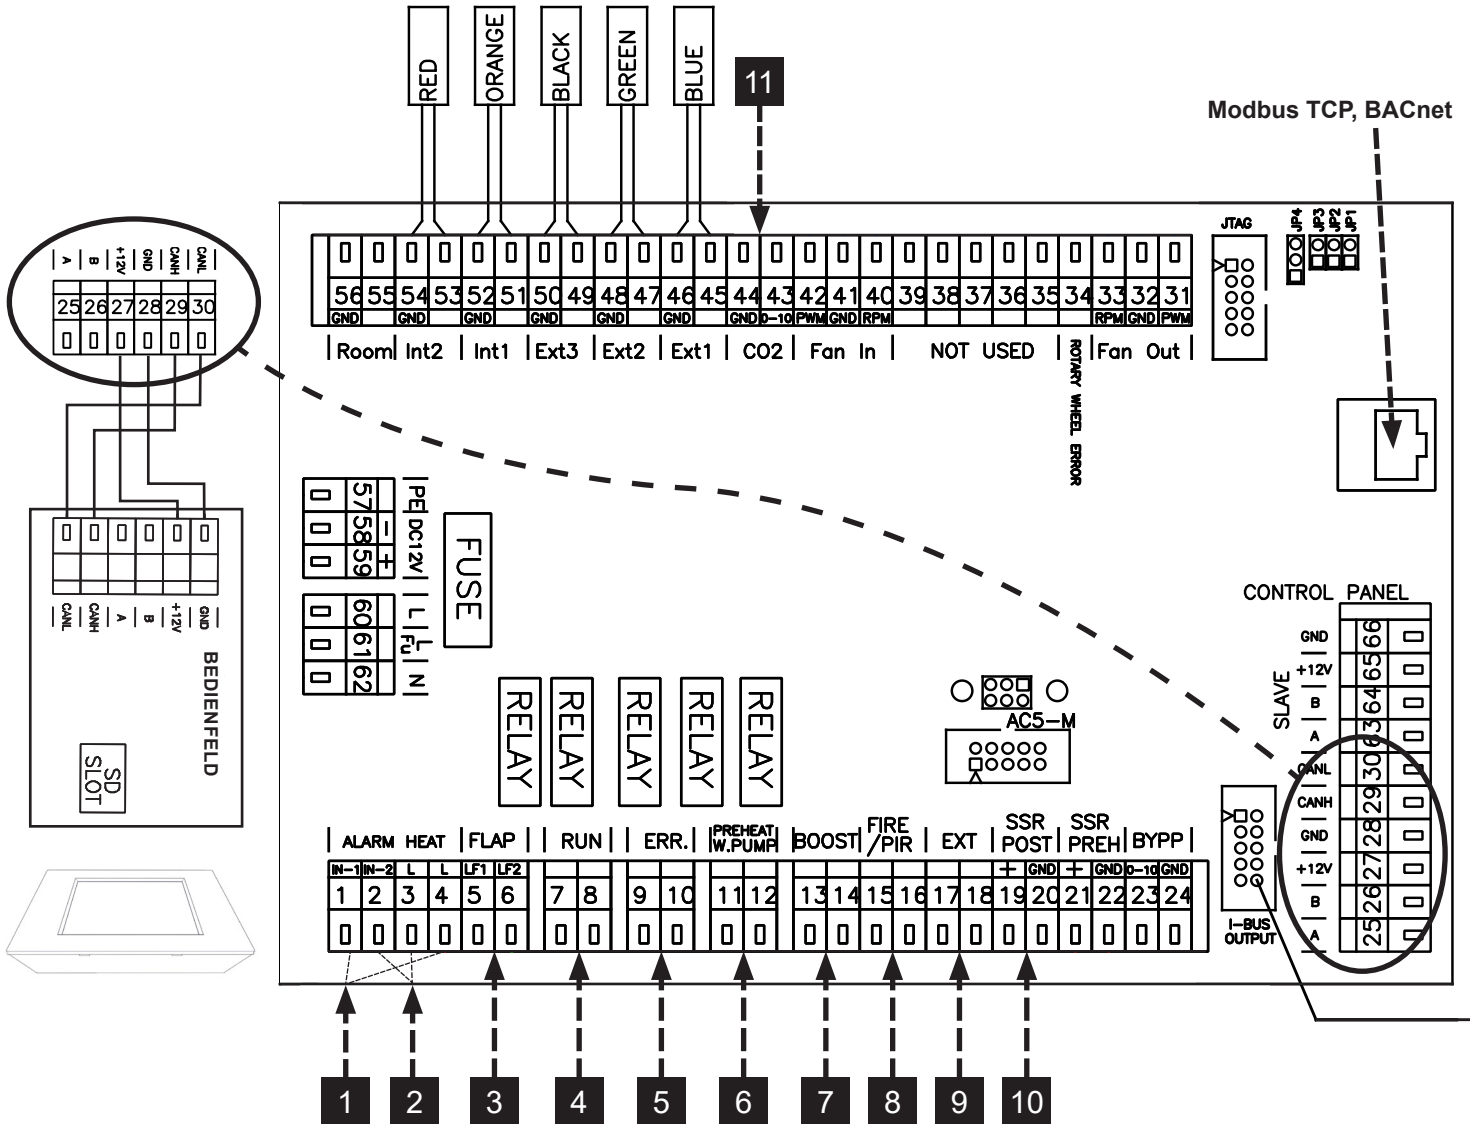 RED
ORANGE
BLACK
GREEN
BLUE
11
Modbus TCP, BACnet
JTAG
JP4
JP3
JP2
JP1
A B +12V GND CANH CANL
25 26 27 28 29 30
56 55 54 53 52 51 50 49 48 47 46 45 44 43 42 41 40 39 38 37 36 35 34 33 32 31
GND GND GND GND GND GND GND 0-10 PWM GND RPM RPM GND PWM
Room Int2 Int1 Ext3 Ext2 Ext1 CO2 Fan In NOT USED ROTARY WHEEL ERROR Fan Out
57 PE
58 - DC12V
59 +
60 L
61 L Fu
62 N
FUSE
CANL CANH A B +12V GND
BEDIENFELD
SD SLOT
RELAY
RELAY
RELAY
RELAY
RELAY
AC5-M
CONTROL PANEL
SLAVE
GND 66
+12V 65
B 64
A 63
CANL 30
CANH 29
GND 28
+12V 27
B 26
A 25
I-BUS
OUTPUT
ALARM HEAT FLAP RUN ERR. PREHEAT W.PUMP BOOST FIRE /PIR EXT SSR POST SSR PREH BYPP
IN-1 IN-2 L L LF1 LF2 + GND + GND 0-10 GND
1 2 3 4 5 6 7 8 9 10 11 12 13 14 15 16 17 18 19 20 21 22 23 24
1 2 3 4 5 6 7 8 9 10